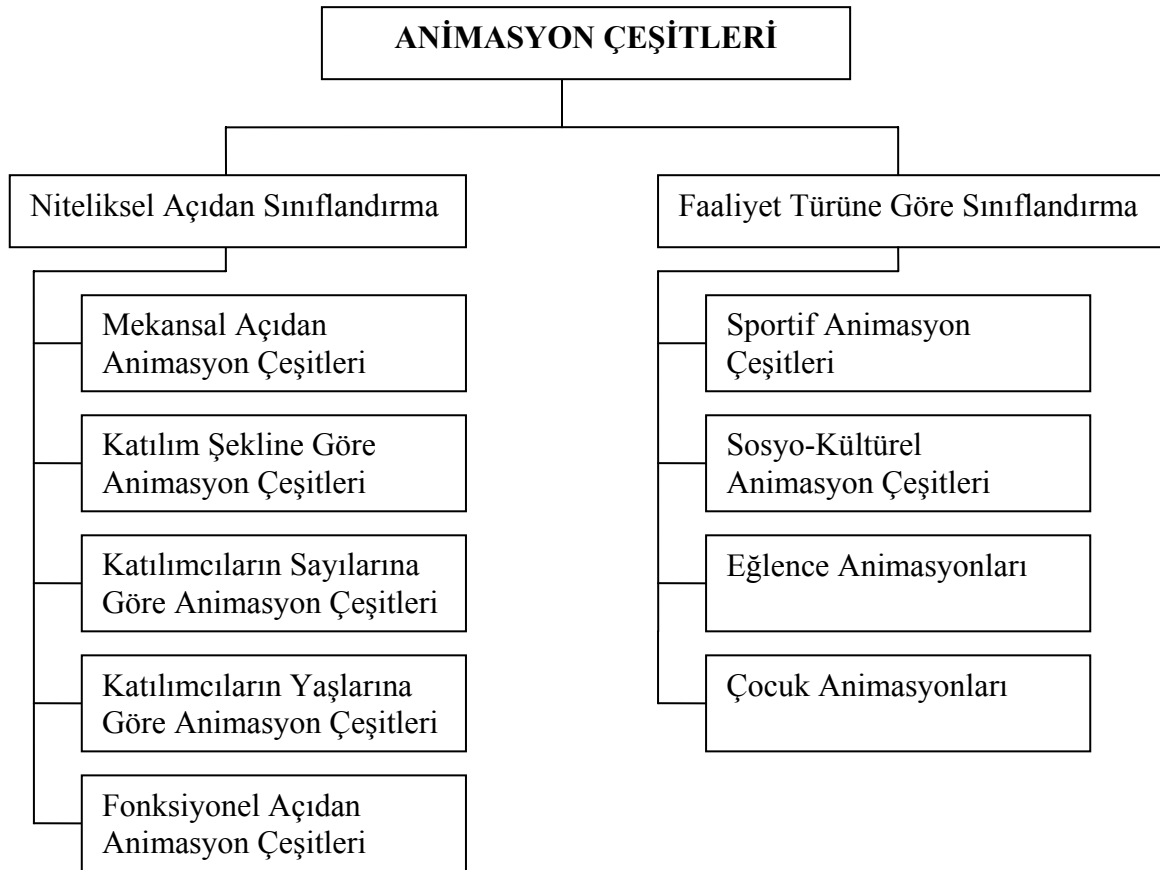 ANİMASYON ÇEŞİTLERİ
Niteliksel Açıdan Sınıflandırma
Mekansal Açıdan
Animasyon Çeşitleri
Katılım Şekline Göre
Animasyon Çeşitleri
Katılımcıların Sayılarına
Göre Animasyon Çeşitleri
Katılımcıların Yaşlarına
Göre Animasyon Çeşitleri
Fonksiyonel Açıdan
Animasyon Çeşitleri
Faaliyet Türüne Göre Sınıflandırma
Sportif Animasyon
Çeşitleri
Sosyo-Kültürel
Animasyon Çeşitleri
Eğlence Animasyonları
Çocuk Animasyonları